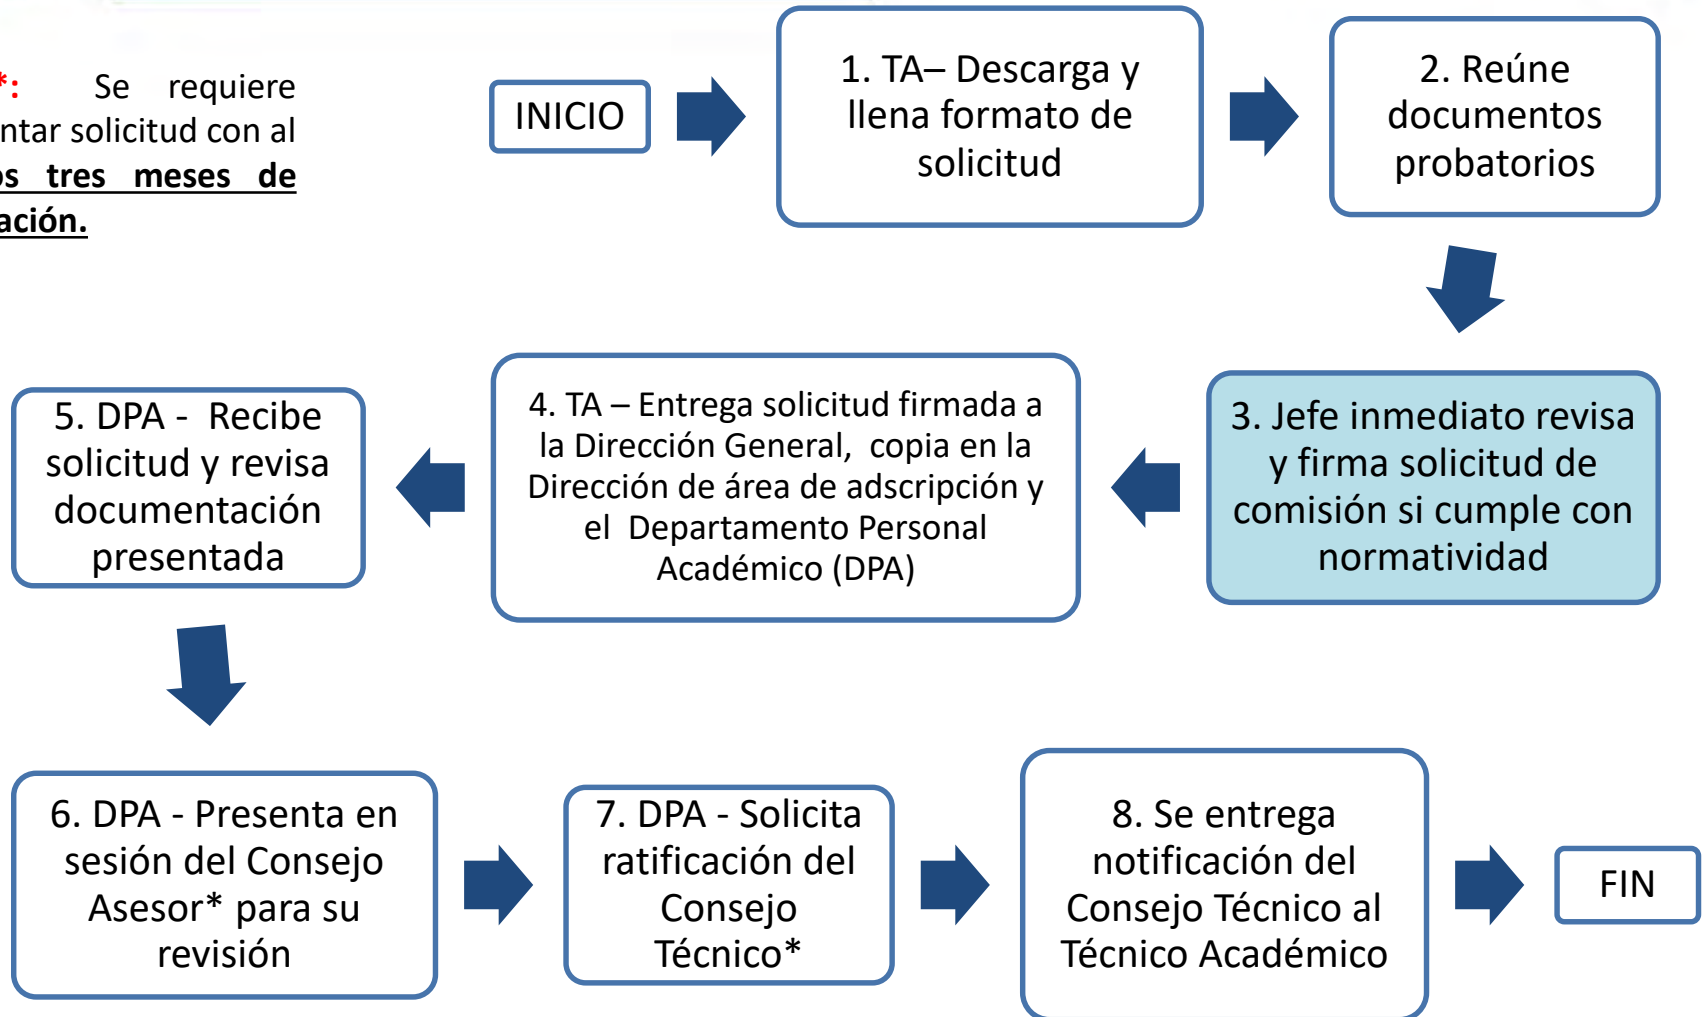 *: Se requiere
ntar solicitud con al
os tres meses de
ación.
INICIO
1. TA– Descarga y
llena formato de
solicitud
2. Reúne
documentos
probatorios
3. Jefe inmediato revisa
y firma solicitud de
comisión si cumple con
normatividad
4. TA – Entrega solicitud firmada a
la Dirección General, copia en la
Dirección de área de adscripción y
el Departamento Personal
Académico (DPA)
5. DPA - Recibe
solicitud y revisa
documentación
presentada
6. DPA - Presenta en
sesión del Consejo
Asesor* para su
revisión
7. DPA - Solicita
ratificación del
Consejo
Técnico*
8. Se entrega
notificación del
Consejo Técnico al
Técnico Académico
FIN